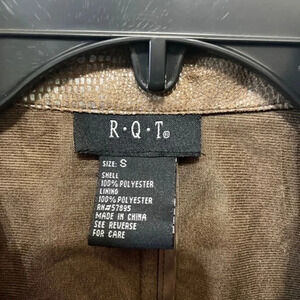 R·Q·T®
SIZE: S
SHELL
100% POLYESTER
LINING
100% POLYESTER
RN#57895
MADE IN CHINA
SEE REVERSE
FOR CARE